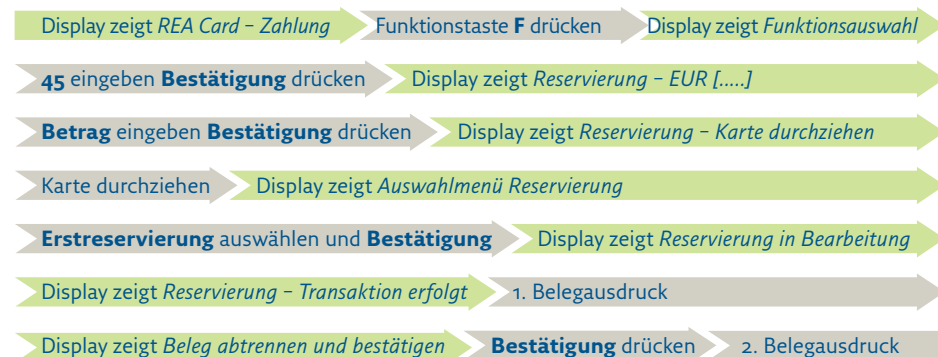 Display zeigt REA Card – Zahlung Funktionstaste F drücken Display zeigt Funktionsauswahl
45 eingeben Bestätigung drücken Display zeigt Reservierung – EUR [.....]
Betrag eingeben Bestätigung drücken Display zeigt Reservierung – Karte durchziehen
Karte durchziehen Display zeigt Auswahlmenü Reservierung
Erstreservierung auswählen und Bestätigung Display zeigt Reservierung in Bearbeitung
Display zeigt Reservierung – Transaktion erfolgt 1. Belegausdruck
Display zeigt Beleg abtrennen und bestätigen Bestätigung drücken 2. Belegausdruck